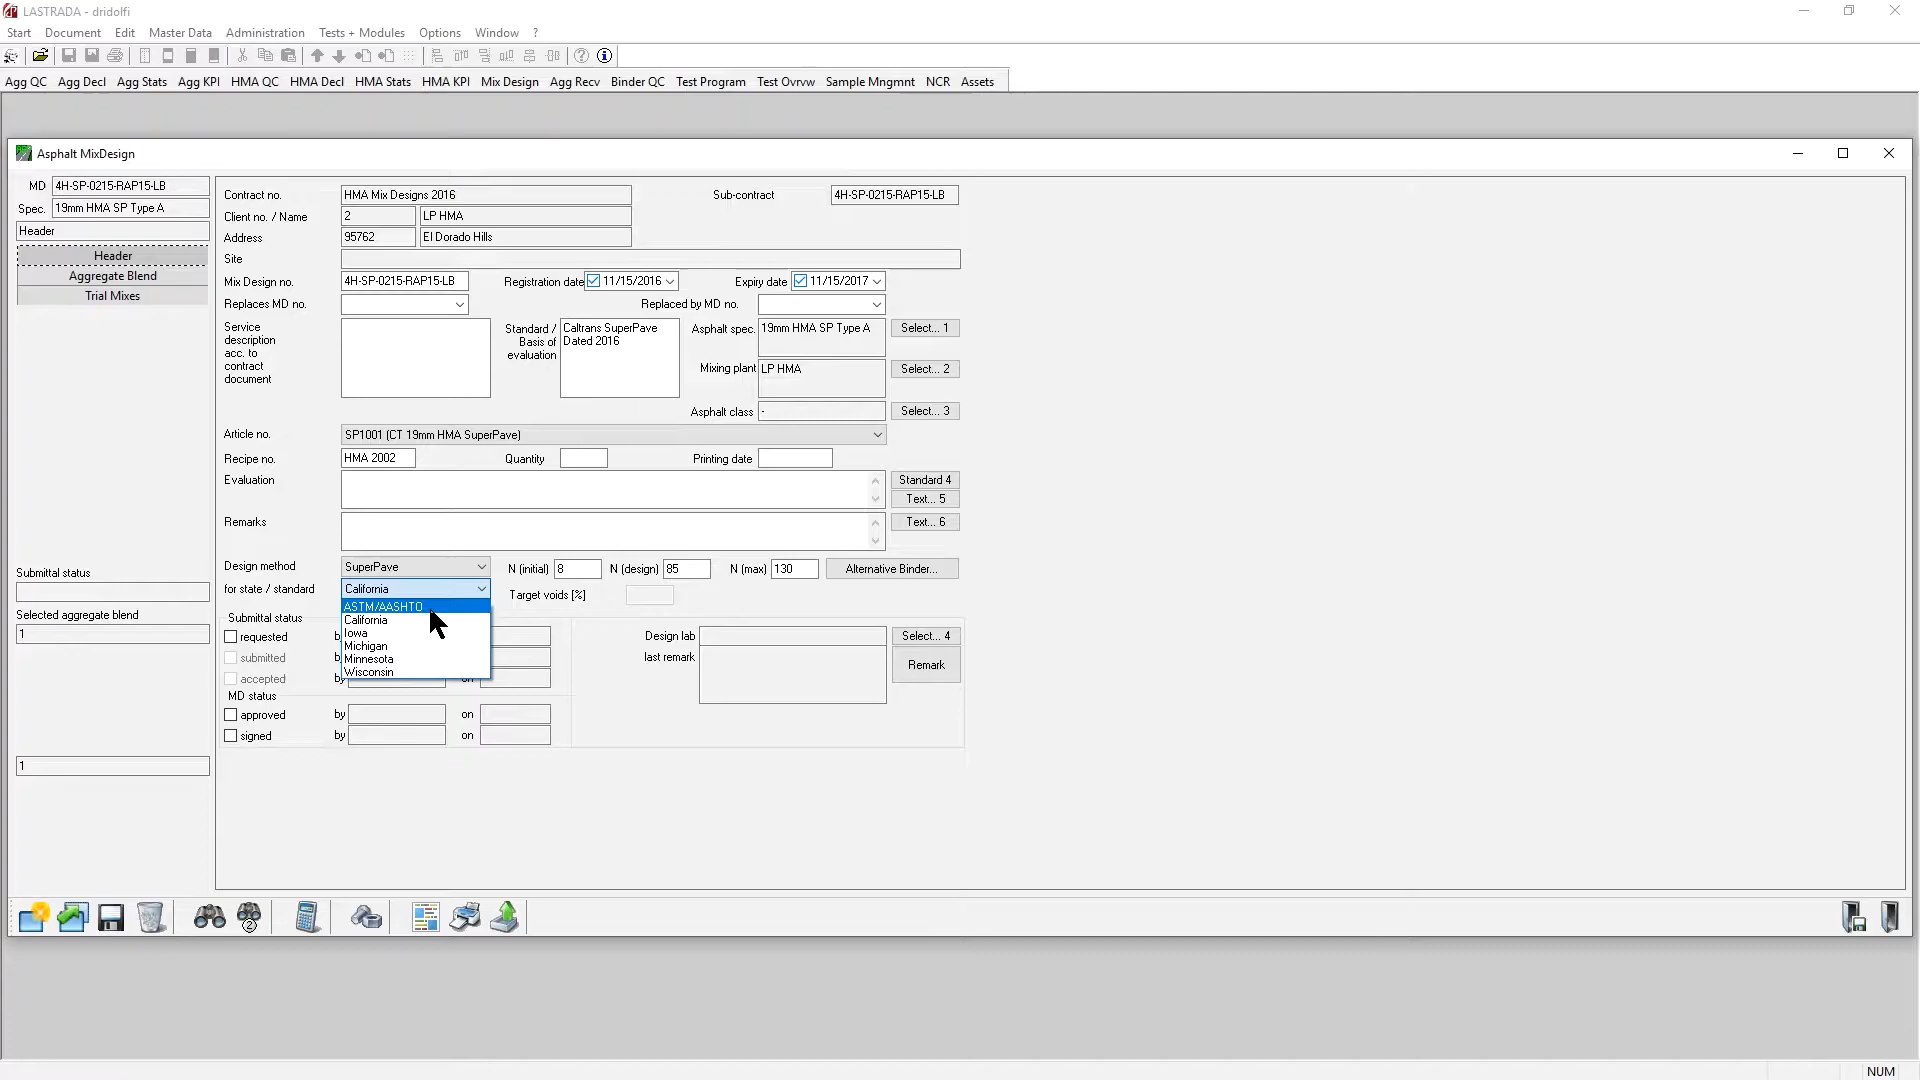 LASTRADA - dridolfi
Start Document Edit Master Data Administration Tests + Modules Options Window ?
Agg QC Agg Decl Agg Stats Agg KPI HMA QC HMA Decl HMA Stats HMA KPI Mix Design Agg Recv Binder QC Test Program Test Ovrvw Sample Mngmnt NCR Assets
Asphalt MixDesign
MD 4H-SP-0215-RAP15-LB
Spec. 19mm HMA SP Type A
Header
Header
Aggregate Blend
Trial Mixes
Submittal status
Selected aggregate blend
1
1
Contract no. HMA Mix Designs 2016 Sub-contract 4H-SP-0215-RAP15-LB
Client no. / Name 2 LP HMA
Address 95762 El Dorado Hills
Site
Mix Design no. 4H-SP-0215-RAP15-LB Registration date 11/15/2016 Expiry date 11/15/2017
Replaces MD no. Replaced by MD no.
Service
description
acc. to
contract
document
Standard /
Basis of
evaluation
Caltrans SuperPave
Dated 2016
Asphalt spec. 19mm HMA SP Type A Select... 1
Mixing plant LP HMA Select... 2
Asphalt class - Select... 3
Article no. SP1001 (CT 19mm HMA SuperPave)
Recipe no. HMA 2002 Quantity Printing date
Evaluation Standard 4
Text... 5
Remarks Text... 6
Design method SuperPave N (initial) 8 N (design) 85 N (max) 130 Alternative Binder...
for state / standard California Target voids [%]
ASTM/AASHTO
California
Iowa
Michigan
Minnesota
Wisconsin
Submittal status
requested
submitted
accepted by on
Design lab Select... 4
last remark Remark
MD status
approved by on
signed by on
2
NUM